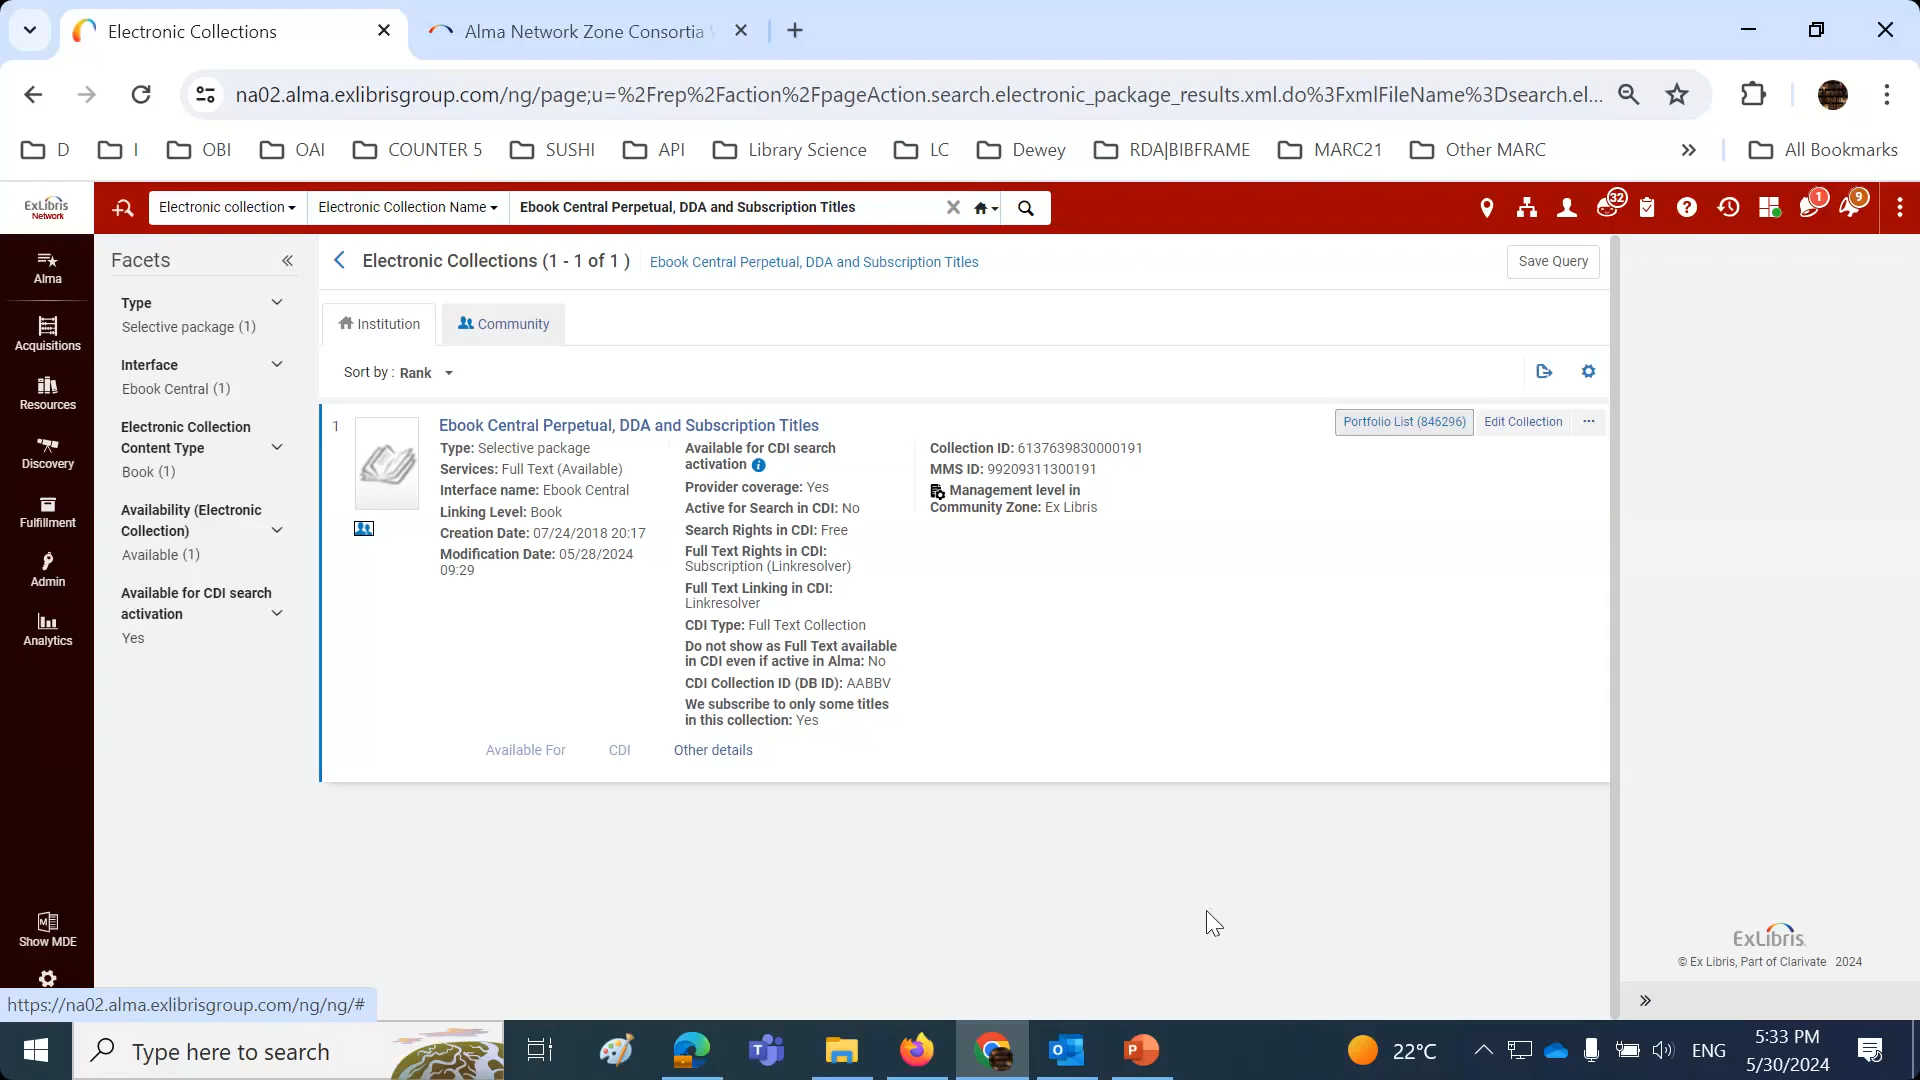 Electronic Collections
Alma Network Zone Consortia
na02.alma.exlibrisgroup.com/ng/page;u=%2Frep%2Faction%2FpageAction.search.electronic_package_results.xml.do%3FxmlFileName%3Dsearch.el...
D I OBI OAI COUNTER 5 SUSHI API Library Science LC Dewey RDA|BIBFRAME MARC21 Other MARC » All Bookmarks
ExLibris
Network
Electronic collection Electronic Collection Name Ebook Central Perpetual, DDA and Subscription Titles
32 1 9
Alma
Acquisitions
Resources
Discovery
Fulfillment
Admin
Analytics
Show MDE
Facets
Type
Selective package (1)
Interface
Ebook Central (1)
Electronic Collection
Content Type
Book (1)
Availability (Electronic
Collection)
Available (1)
Available for CDI search
activation
Yes
Electronic Collections (1 - 1 of 1 ) Ebook Central Perpetual, DDA and Subscription Titles
Save Query
Institution Community
Sort by : Rank
1
Ebook Central Perpetual, DDA and Subscription Titles
Portfolio List (846296) Edit Collection ...
Type: Selective package
Services: Full Text (Available)
Interface name: Ebook Central
Linking Level: Book
Creation Date: 07/24/2018 20:17
Modification Date: 05/28/2024
09:29
Available for CDI search
activation
Provider coverage: Yes
Active for Search in CDI: No
Search Rights in CDI: Free
Full Text Rights in CDI:
Subscription (Linkresolver)
Full Text Linking in CDI:
Linkresolver
CDI Type: Full Text Collection
Do not show as Full Text available
in CDI even if active in Alma: No
CDI Collection ID (DB ID): AABBV
We subscribe to only some titles
in this collection: Yes
Collection ID: 6137639830000191
MMS ID: 99209311300191
Management level in
Community Zone: Ex Libris
Available For CDI Other details
ExLibris
© Ex Libris, Part of Clarivate 2024
https://na02.alma.exlibrisgroup.com/ng/ng/#
Type here to search
22°C
ENG
5:33 PM
5/30/2024